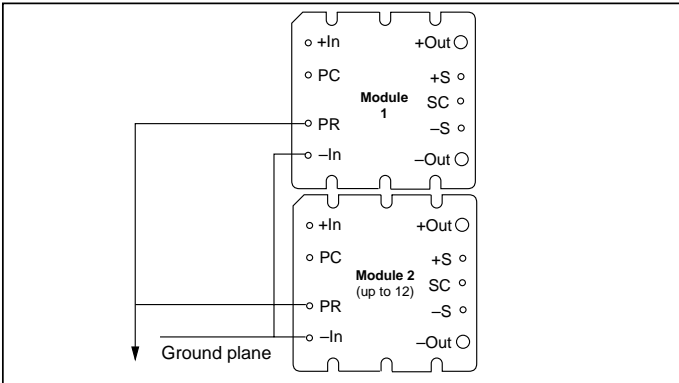 +In +Out
PC +S
Module
1
SC
PR –S
–In –Out
+In +Out
PC +S
Module 2
(up to 12)
SC
PR –S
–In –Out
Ground plane